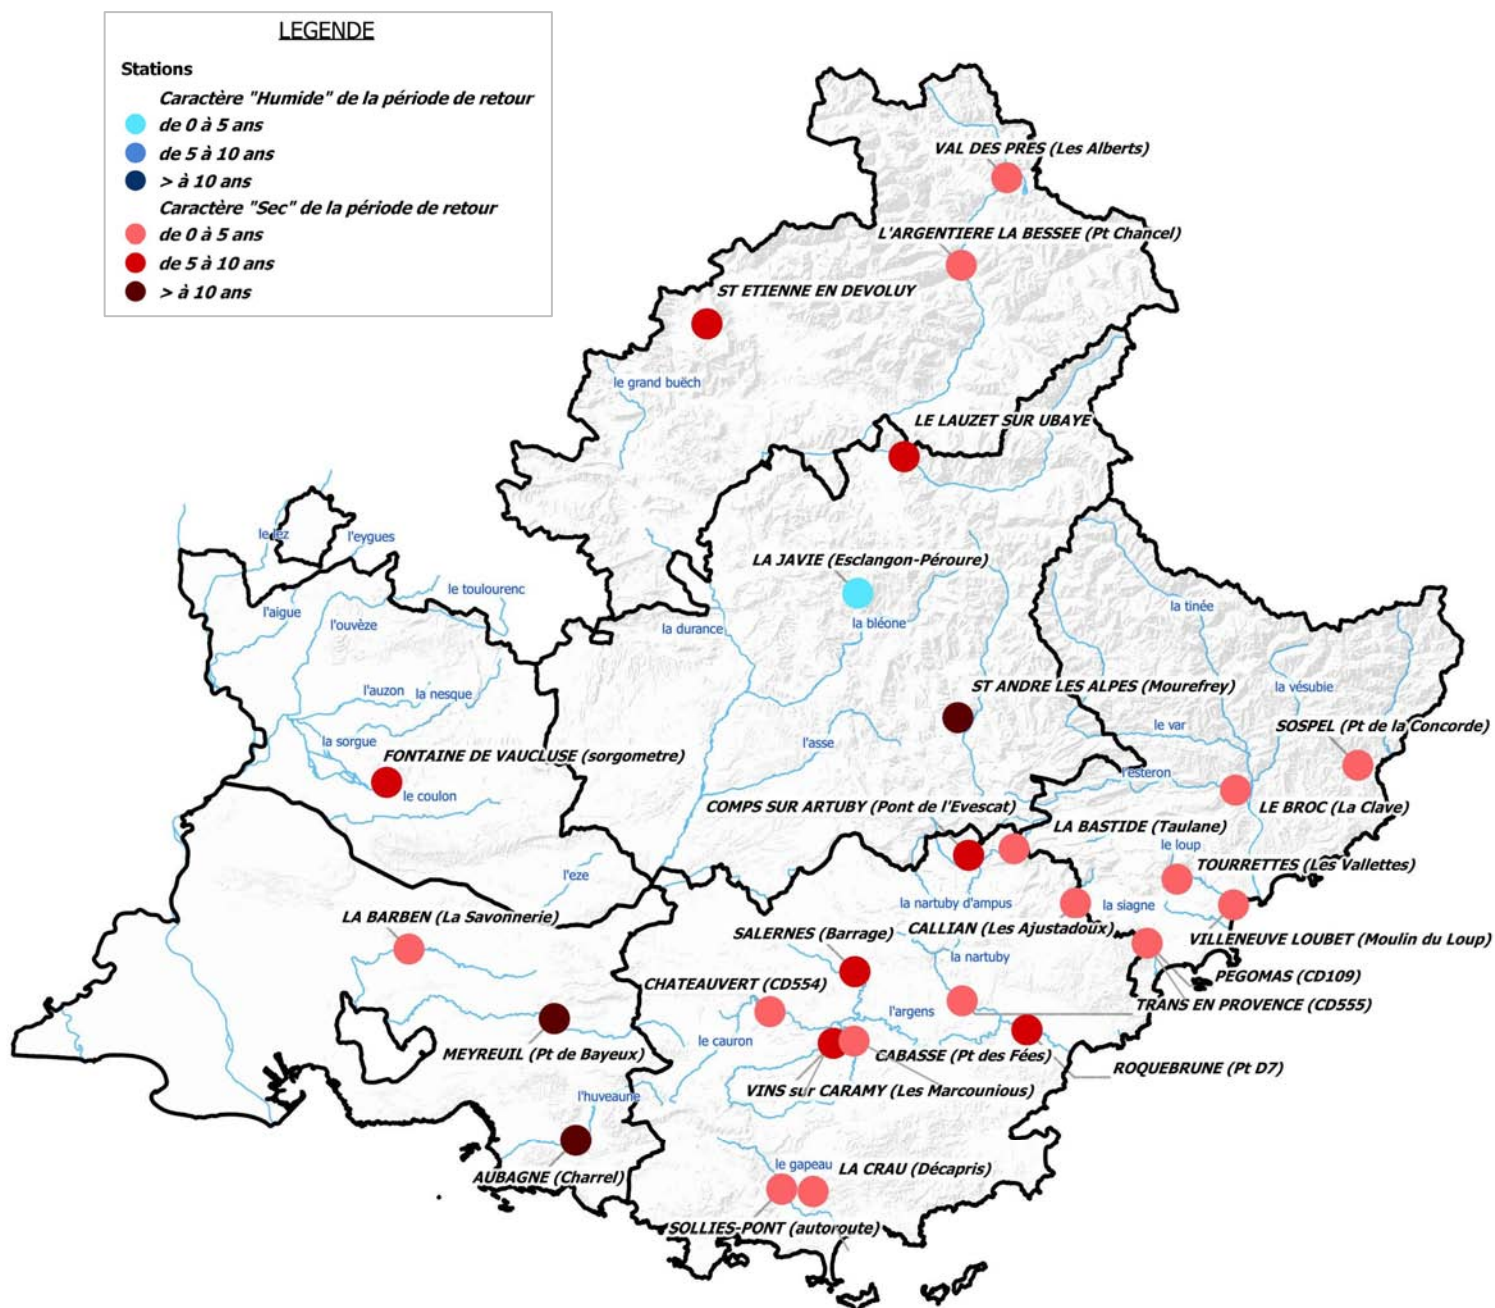 LEGENDE
Stations
Caractère "Humide" de la période de retour
de 0 à 5 ans
de 5 à 10 ans
> à 10 ans
Caractère "Sec" de la période de retour
de 0 à 5 ans
de 5 à 10 ans
> à 10 ans
VAL DES PRES (Les Alberts)
L'ARGENTIERE LA BESSEE (Pt Chancel)
ST ETIENNE EN DEVOLUY
le grand buëch
LE LAUZET SUR UBAYE
le lez
l'eygues
LA JAVIE (Esclangon-Péroure)
le toulourenc
l'aigue
l'ouvèze
la durance
la bléone
la tinée
l'auzon
la nesque
ST ANDRE LES ALPES (Mourefrey)
la vésubie
le var
SOSPEL (Pt de la Concorde)
la sorgue
l'asse
FONTAINE DE VAUCLUSE (sorgometre)
l'esteron
le coulon
COMPS SUR ARTUBY (Pont de l'Evescat)
LE BROC (La Clave)
LA BASTIDE (Taulane)
le loup
TOURRETTES (Les Vallettes)
l'eze
la nartuby d'ampus
la siagne
LA BARBEN (La Savonnerie)
CALLIAN (Les Ajustadoux)
SALERNES (Barrage)
VILLENEUVE LOUBET (Moulin du Loup)
la nartuby
PEGOMAS (CD109)
CHATEAUVERT (CD554)
TRANS EN PROVENCE (CD555)
l'argens
le cauron
MEYREUIL (Pt de Bayeux)
CABASSE (Pt des Fées)
ROQUEBRUNE (Pt D7)
VINS sur CARAMY (Les Marcounious)
l'huveaune
le gapeau
LA CRAU (Décapris)
AUBAGNE (Charrel)
SOLLIES-PONT (autoroute)